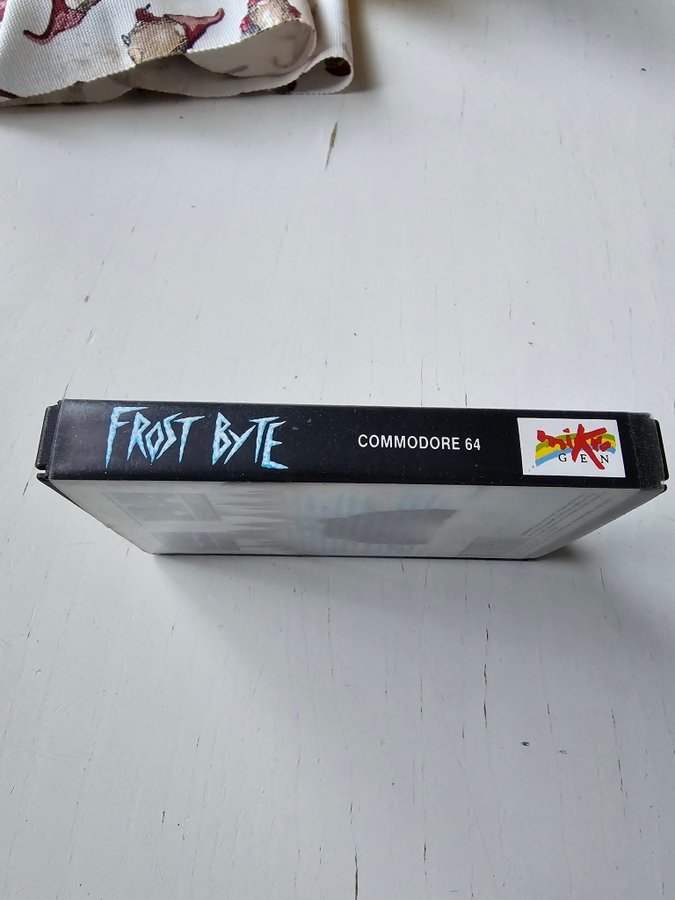 FROST BYTE
COMMODORE 64
mikro
GEN